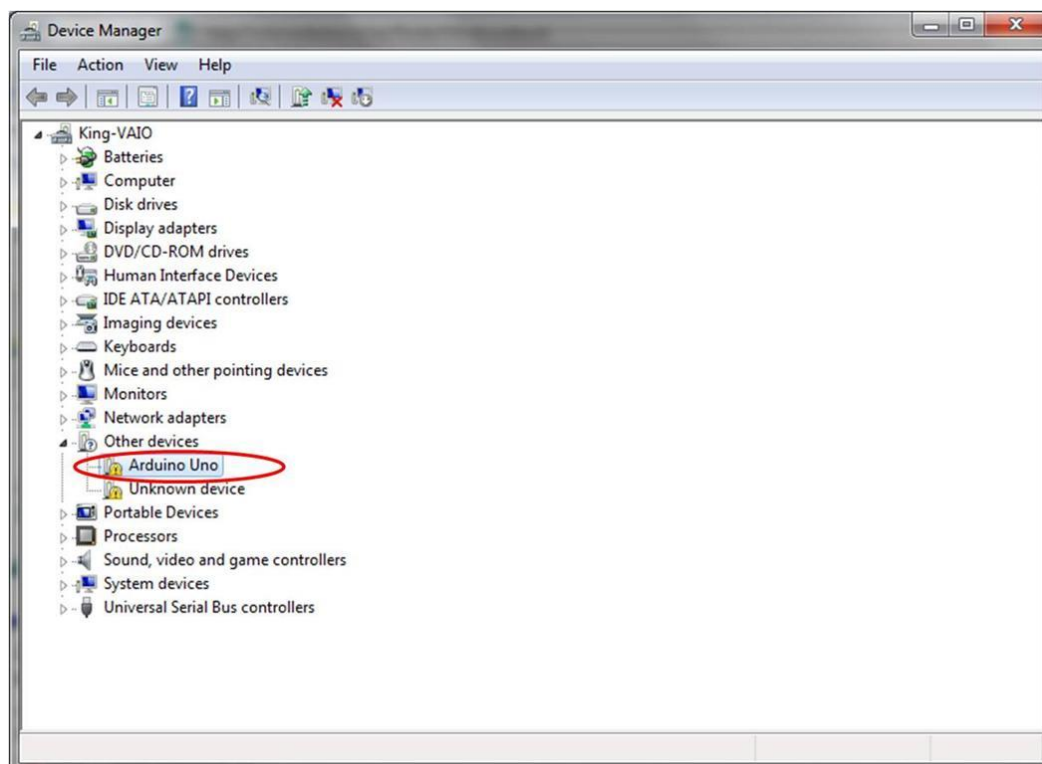 Device Manager
File Action View Help
King-VAIO
Batteries
Computer
Disk drives
Display adapters
DVD/CD-ROM drives
Human Interface Devices
IDE ATA/ATAPI controllers
Imaging devices
Keyboards
Mice and other pointing devices
Monitors
Network adapters
Other devices
Arduino Uno
Unknown device
Portable Devices
Processors
Sound, video and game controllers
System devices
Universal Serial Bus controllers